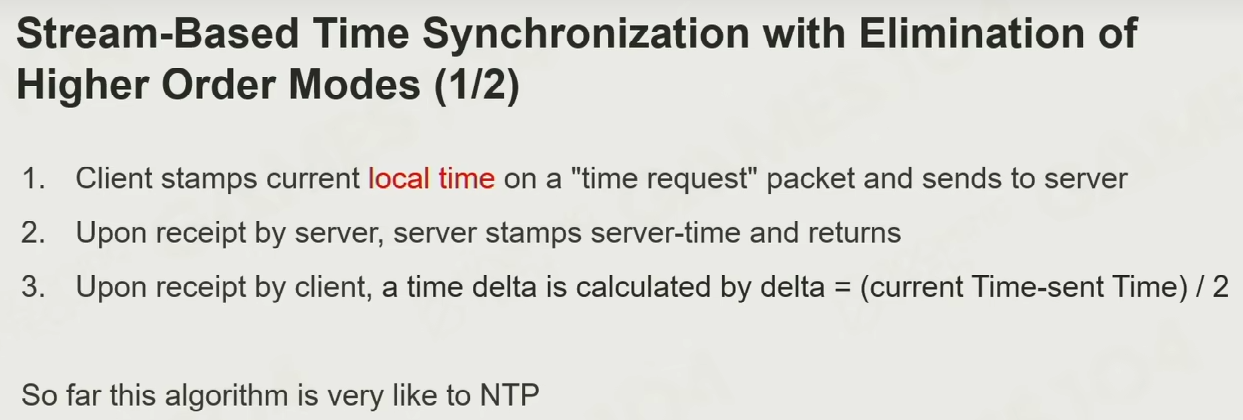 Stream-Based Time Synchronization with Elimination of
Higher Order Modes (1/2)
1. Client stamps current local time on a "time request" packet and sends to server
2. Upon receipt by server, server stamps server-time and returns
3. Upon receipt by client, a time delta is calculated by delta = (current Time-sent Time) / 2
So far this algorithm is very like to NTP